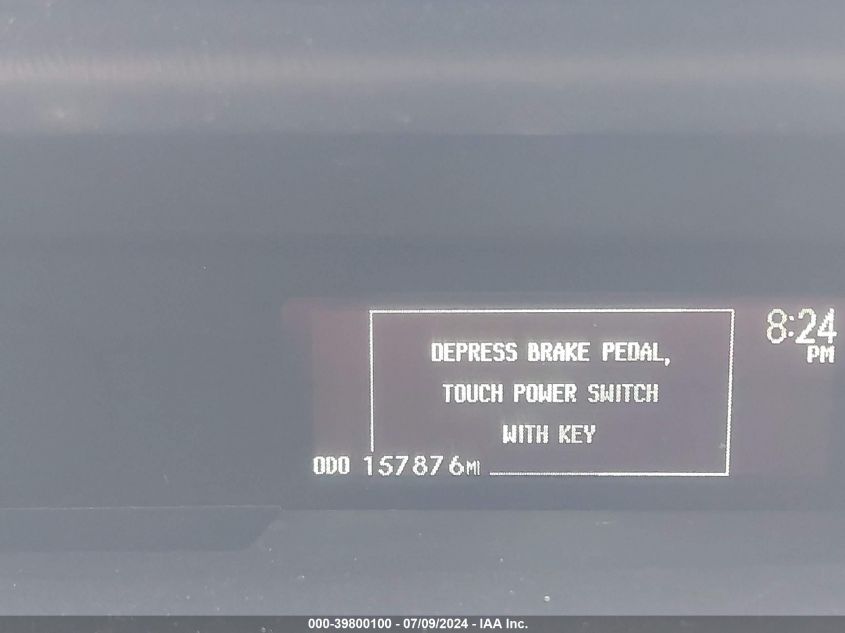 8:24
PM
DEPRESS BRAKE PEDAL,
TOUCH POWER SWITCH
WITH KEY
ODO 157876MI
000-39800100 - 07/09/2024 - IAA Inc.